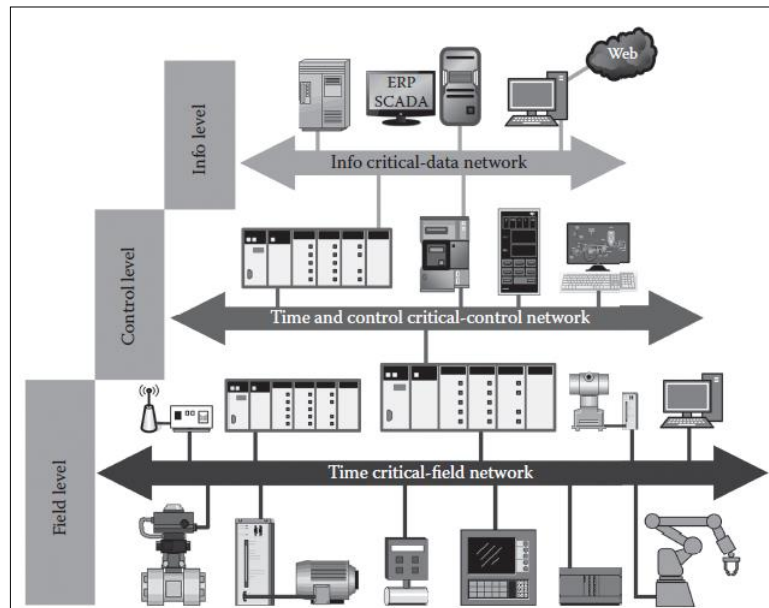 Web
ERP
SCADA
Info level
Info critical-data network
Control level
Time and control critical-control network
Field level
Time critical-field network